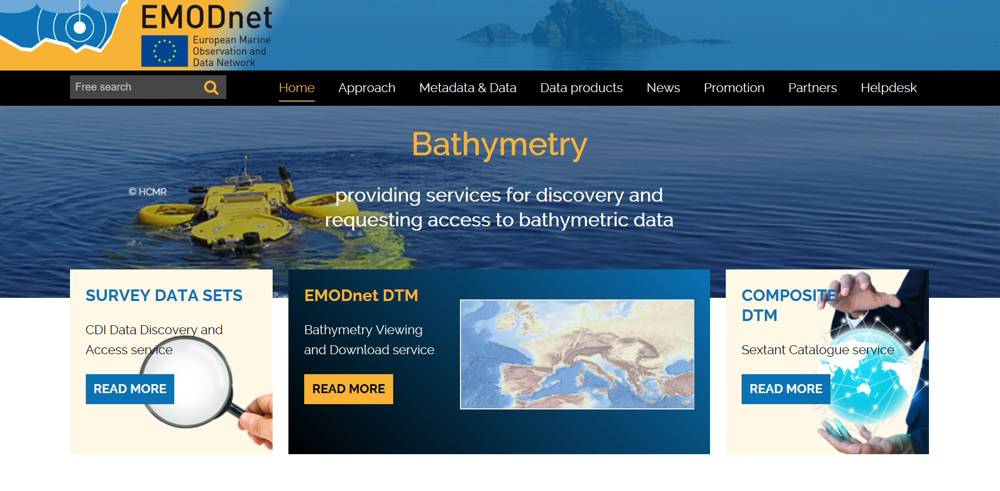 EMODnet
European Marine
Observation and
Data Network
Free search
Home Approach Metadata & Data Data products News Promotion Partners Helpdesk
Bathymetry
© HCMR
providing services for discovery and
requesting access to bathymetric data
SURVEY DATA SETS
CDI Data Discovery and
Access service
READ MORE
EMODnet DTM
Bathymetry Viewing
and Download service
READ MORE
COMPOSITE
DTM
Sextant Catalogue service
READ MORE